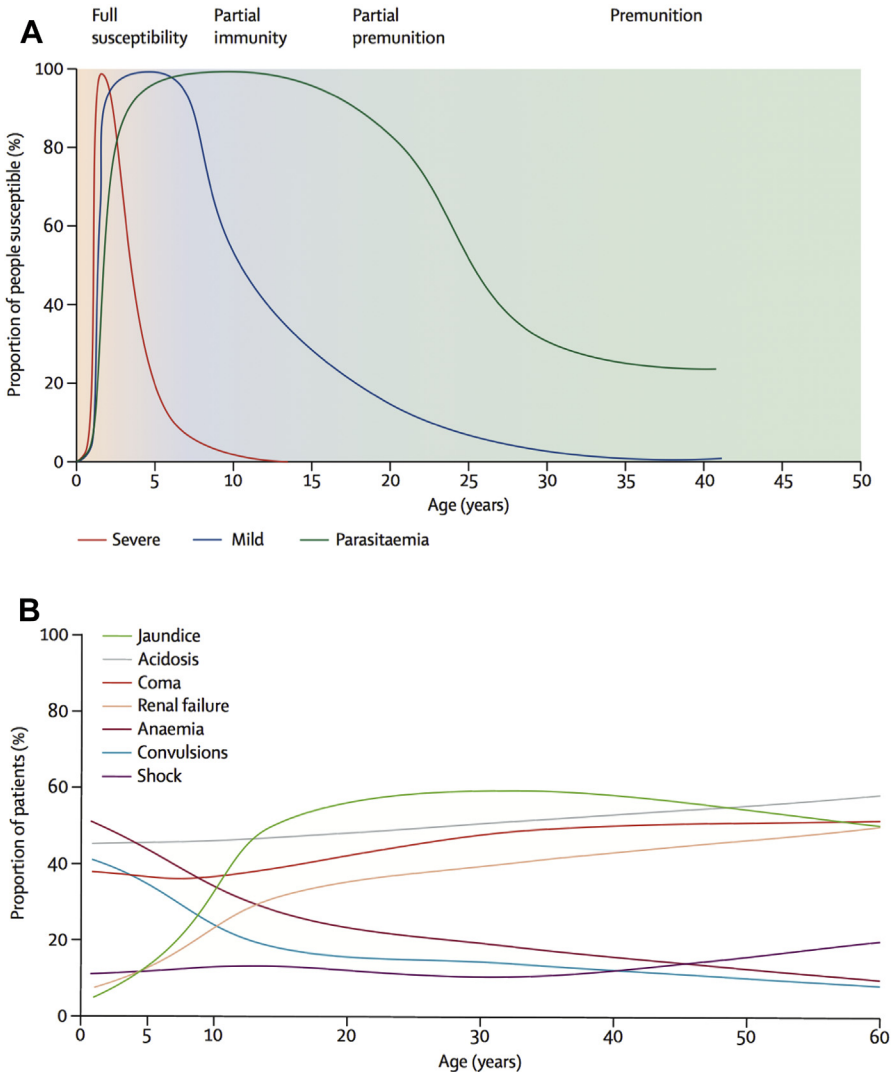 A
Full susceptibility
Partial immunity
Partial premunition
Premunition
Proportion of people susceptible (%)
100
80
60
40
20
0
0 5 10 15 20 25 30 35 40 45 50
Age (years)
Severe Mild Parasitaemia
B
Proportion of patients (%)
100
80
60
40
20
0
Jaundice
Acidosis
Coma
Renal failure
Anaemia
Convulsions
Shock
0 5 10 20 30 40 50 60
Age (years)